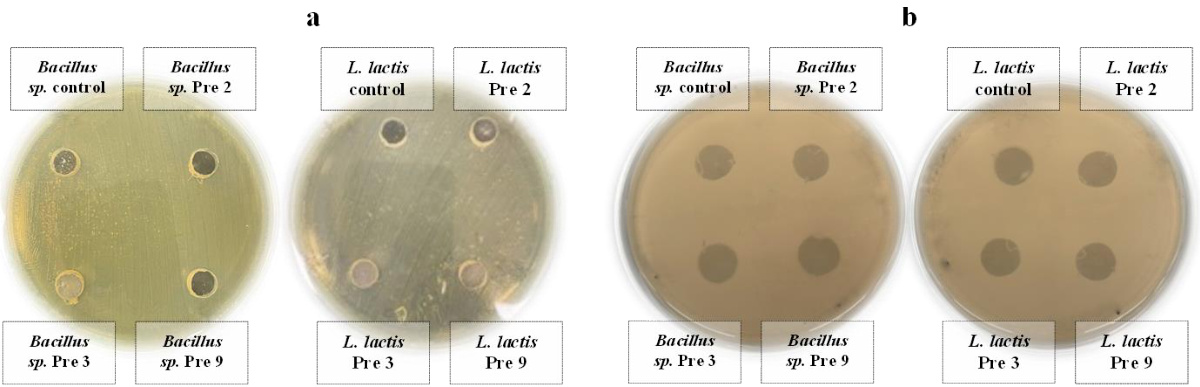 a
b
Bacillus
sp. control
Bacillus
sp. Pre 2
L. lactis
control
L. lactis
Pre 2
Bacillus
sp. control
Bacillus
sp. Pre 2
L. lactis
control
L. lactis
Pre 2
Bacillus
sp. Pre 3
Bacillus
sp. Pre 9
L. lactis
Pre 3
L. lactis
Pre 9
Bacillus
sp. Pre 3
Bacillus
sp. Pre 9
L. lactis
Pre 3
L. lactis
Pre 9